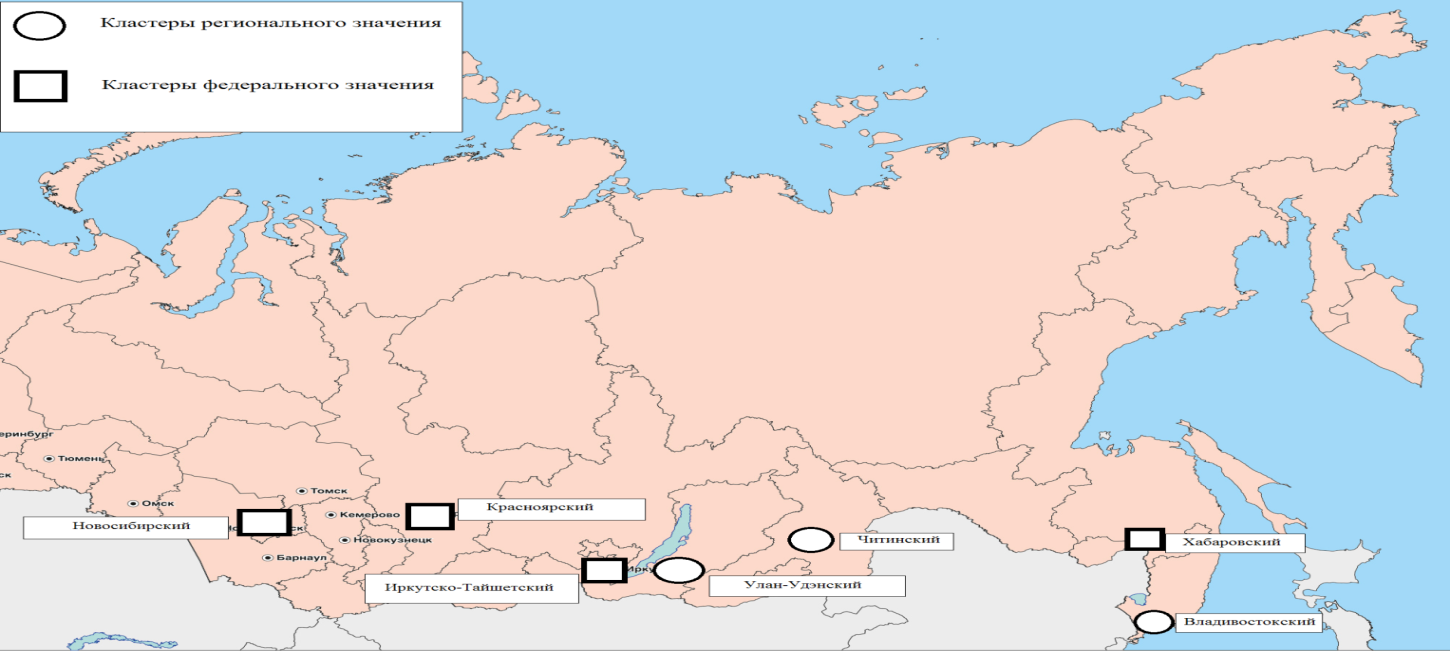 Кластеры регионального значения
Кластеры федерального значения
Тюмень
Томск
Омск
Кемерово
Красноярский
Новосибирский
Новокузнецк
Читинский
Хабаровский
Барнаул
Иркутско-Тайшетский
Улан-Удэнский
Владивостокский